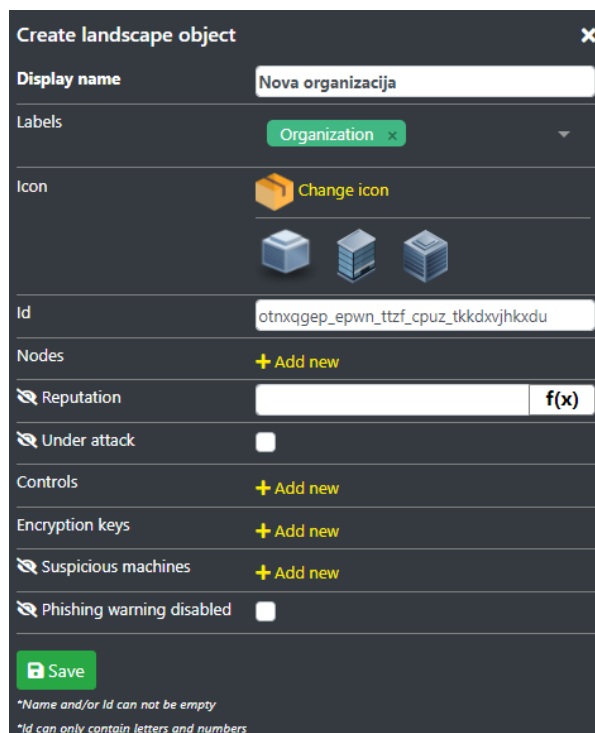 Create landscape object ×
Display name Nova organizacija
Labels Organization ×
Icon Change icon
Id otnxqgep_epwn_ttzf_cpuz_tkkdxvjhkxdu
Nodes + Add new
Reputation f(x)
Under attack
Controls + Add new
Encryption keys + Add new
Suspicious machines + Add new
Phishing warning disabled
Save
*Name and/or Id can not be empty
*Id can only contain letters and numbers